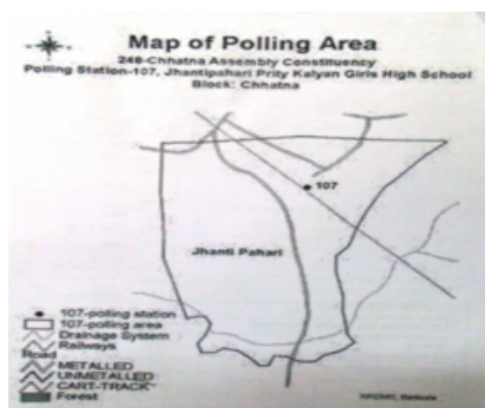 Map of Polling Area
248-Chhatna Assembly Constituency
Polling Station-107, Jhantipahari Prity Kalyan Girls High School
Block: Chhatna
107
Jhanti Pahari
107-polling station
107-polling area
Drainage System
Railways
Road
METALLED
UNMETALLED
CART-TRACK
Forest